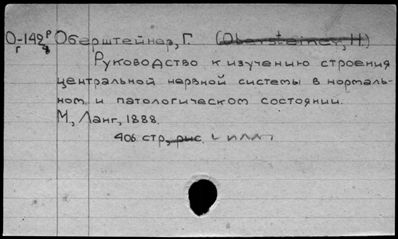 О-142 р Оберштейнер, Г. (Obersteiner, H.)
г
Руководство к изучению строения
центральной нервной системы в нормаль-
ном и патологическом состоянии.
М, Ланг, 1888.
406 стр, рис. с илл